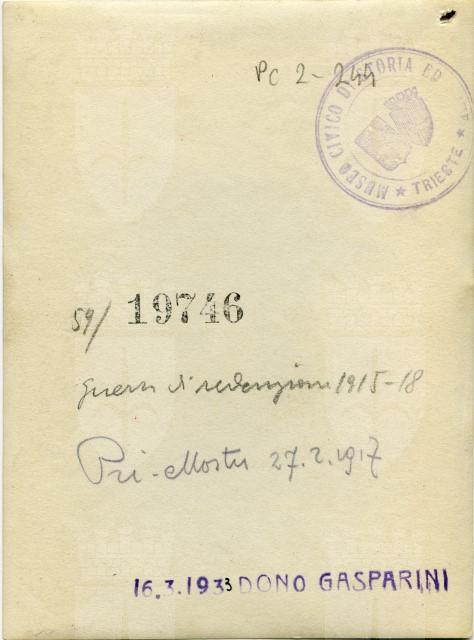 PC 2-244
MUSEO CIVICO DI STORIA ED A
★ TRIESTE ★
59/ 19746
guerra di redenzione 1915-18
Pri-Mostu 27.2.1917
16.3.1933 DONO GASPARINI